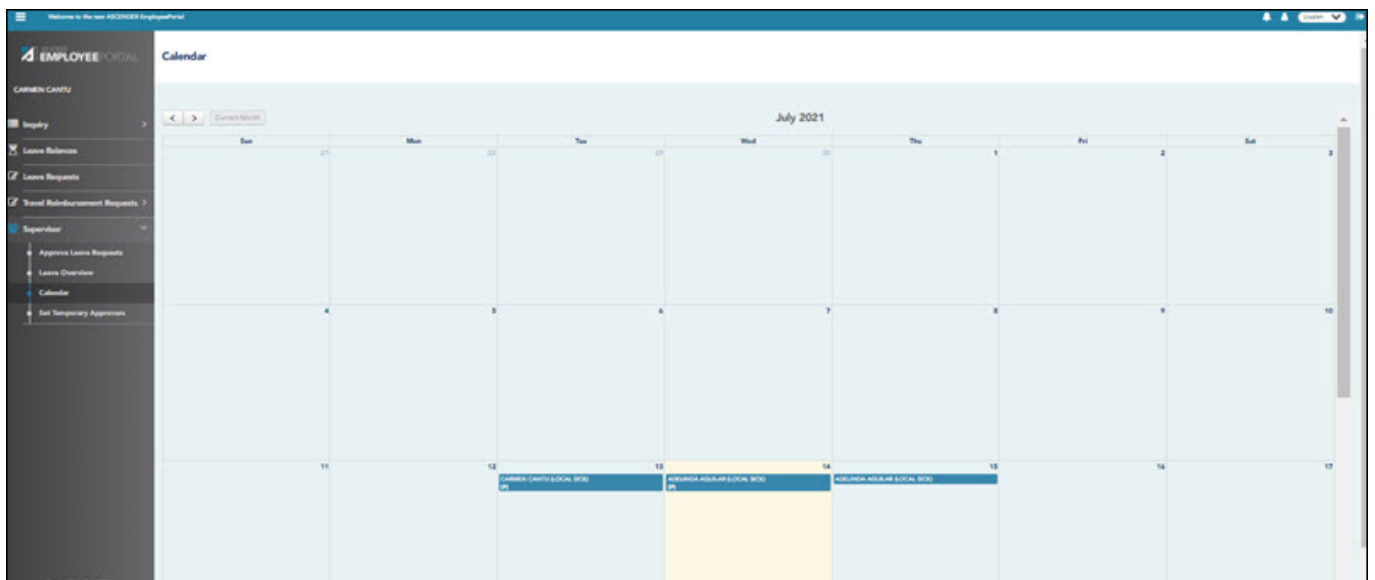 Welcome to the new ASCENDER EmployeePortal
English
EMPLOYEEPORTAL
Calendar
CARMEN CANTU
Inquiry
Leave Balances
Leave Requests
Travel Reimbursement Requests
Supervisor
Approve Leave Requests
Leave Overview
Calendar
Set Temporary Approvers
Current Month
July 2021
Sun Mon Tue Wed Thu Fri Sat
27 28 29 30 1 2 3
4 5 6 7 8 9 10
11 12 13 14 15 16 17
CARMEN CANTU (LOCAL SICK)
(P)
ADELINDA AGUILAR (LOCAL SICK)
(P)
ADELINDA AGUILAR (LOCAL SICK)